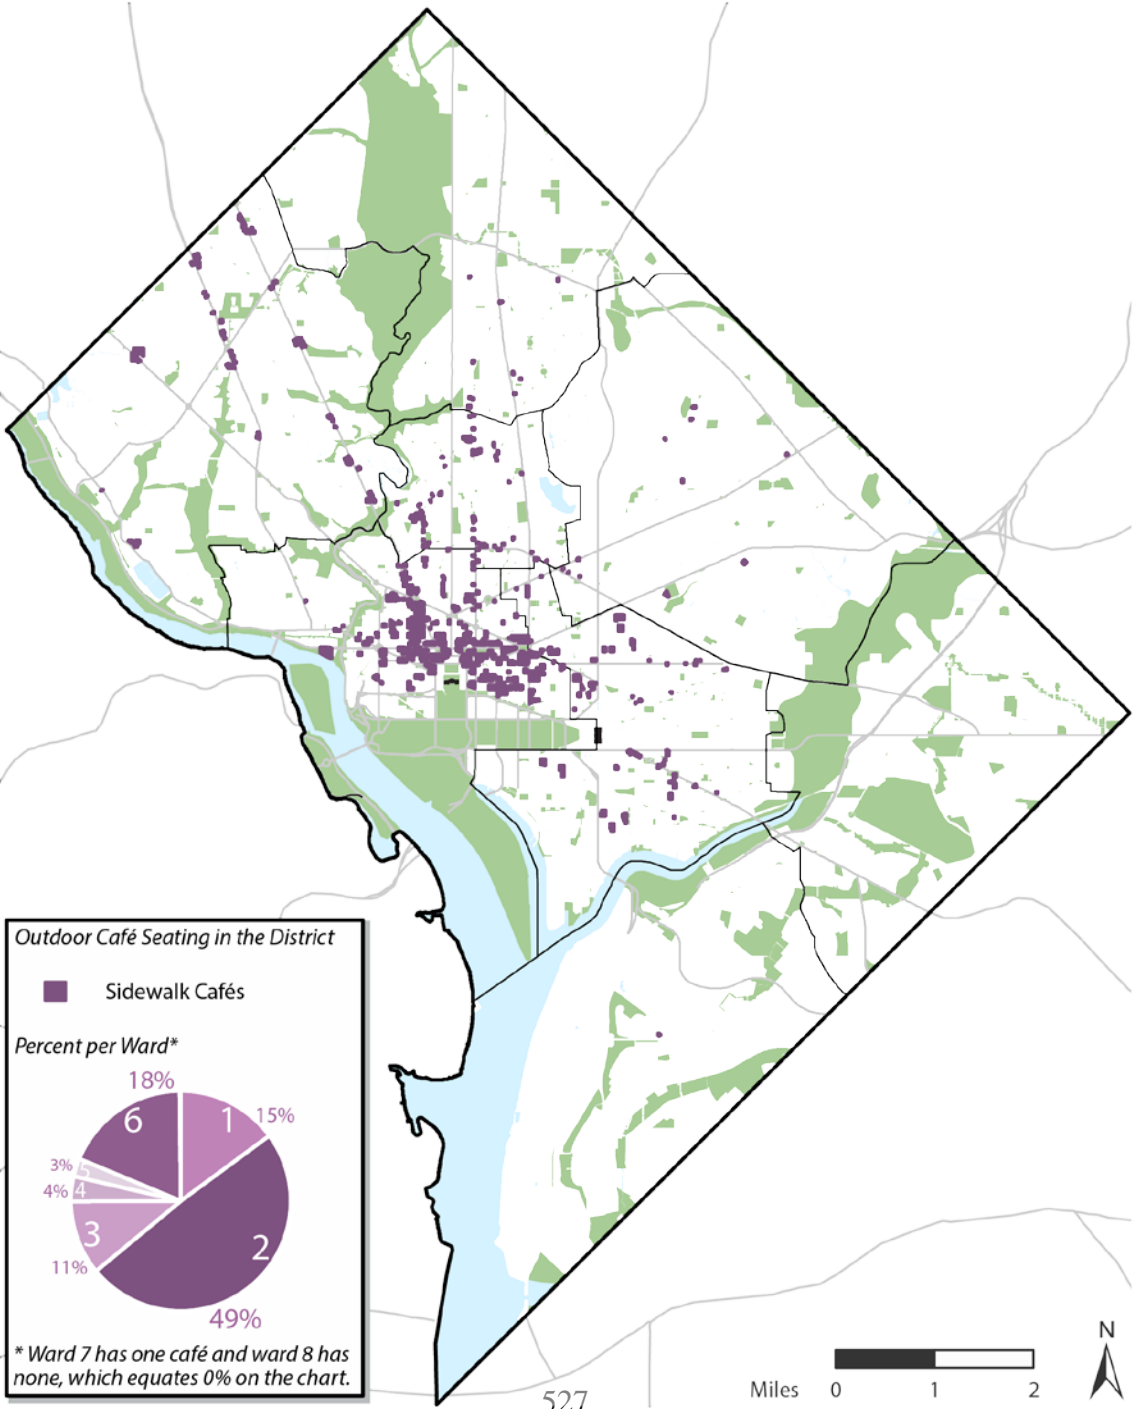 Outdoor Café Seating in the District
Sidewalk Cafés
Percent per Ward*
18%
6
1
15%
3%
5
4%
4
3
2
11%
49%
* Ward 7 has one café and ward 8 has
none, which equates 0% on the chart.
N
Miles 0 1 2
527